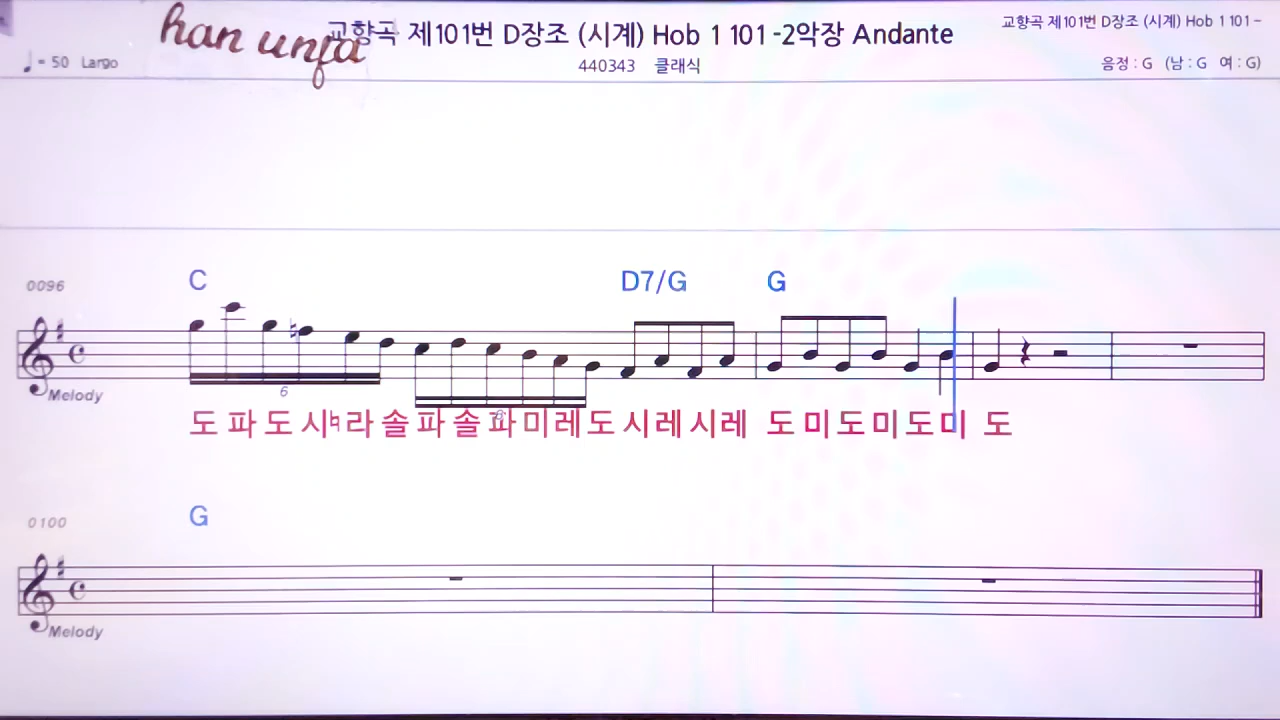 han unfa
교향곡 제101번 D장조 (시계) Hob 1 101 -2악장 Andante
교향곡 제101번 D장조 (시계) Hob 1 101 -
♩ = 50 Largo
440343 클래식
음정 : G (남 : G 여 : G)
C D7/G G
0096
6
Melody
6
도 파 도 시♮ 라 솔 파 솔 파 미 레 도 시 레 시 레 도 미 도 미 도 미 도
G
0100
Melody